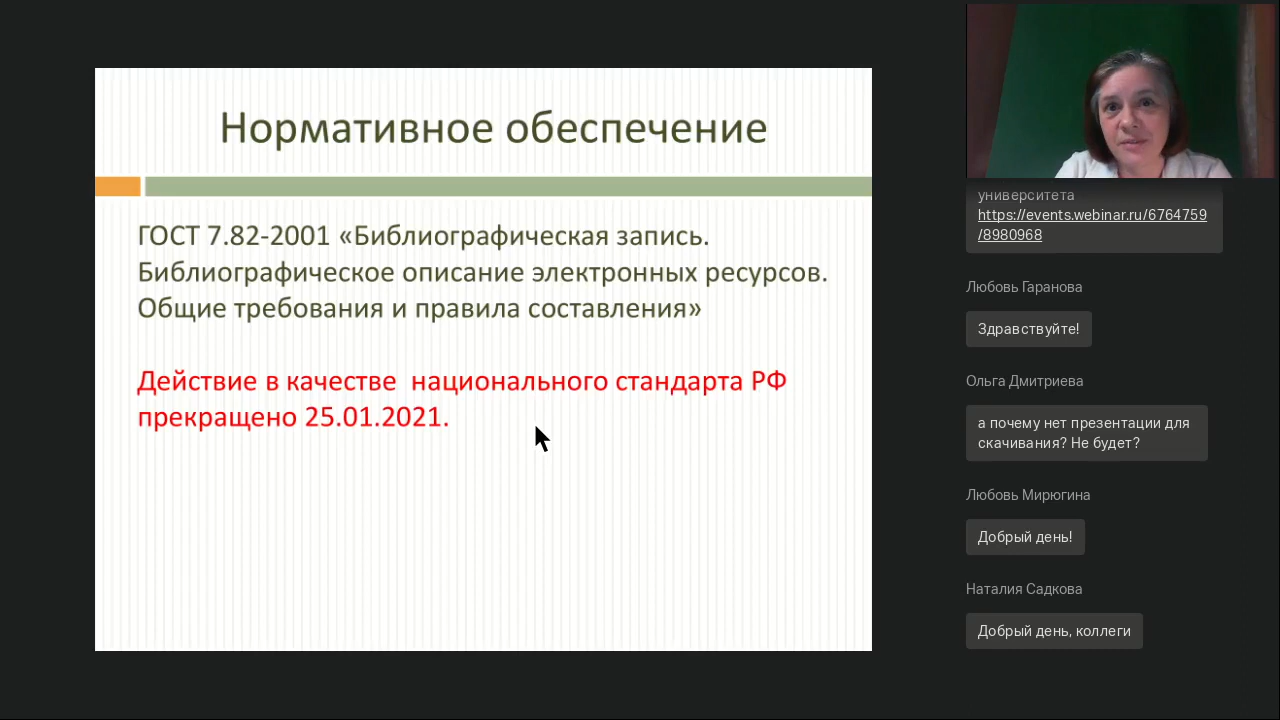 Нормативное обеспечение
ГОСТ 7.82-2001 «Библиографическая запись.
Библиографическое описание электронных ресурсов.
Общие требования и правила составления»
Действие в качестве национального стандарта РФ
прекращено 25.01.2021.
университета
https://events.webinar.ru/6764759
/8980968
Любовь Гаранова
Здравствуйте!
Ольга Дмитриева
а почему нет презентации для
скачивания? Не будет?
Любовь Мирюгина
Добрый день!
Наталия Садкова
Добрый день, коллеги